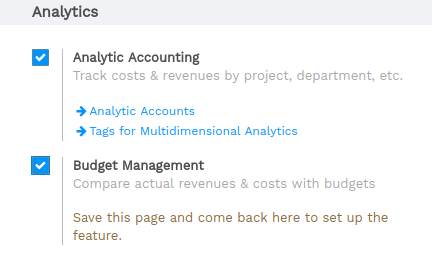 Analytics
Analytic Accounting
Track costs & revenues by project, department, etc.
Analytic Accounts
Tags for Multidimensional Analytics
Budget Management
Compare actual revenues & costs with budgets
Save this page and come back here to set up the
feature.